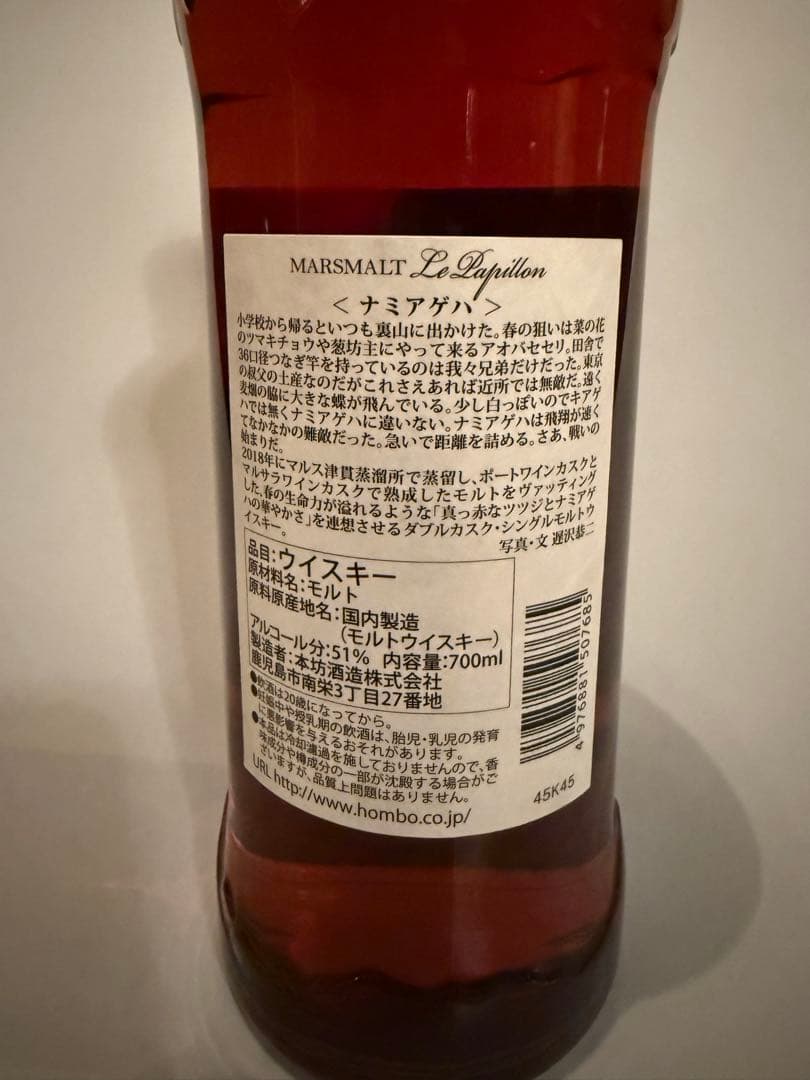 MARSMALT Le Papillon
＜ ナミアゲハ ＞
小学校から帰るといつも裏山に出かけた。春の狙いは菜の花
のツマキチョウや葱坊主にやって来るアオバセセリ。田舎で
36口径つなぎ竿を持っているのは我々兄弟だけだった。東京
の叔父の土産なのだがこれさえあれば近所では無敵だ。遠く
麦畑の脇に大きな蝶が飛んでいる。少し白っぽいのでキアゲ
ハでは無くナミアゲハに違いない。ナミアゲハは飛翔が速く
てなかなかの難敵だった。急いで距離を詰める。さあ、戦いの
始まりだ。
2018年にマルス津貫蒸溜所で蒸留し、ポートワインカスクと
マルサラワインカスクで熟成したモルトをヴァッティング
した、春の生命力が溢れるような「真っ赤なツツジとナミアゲ
ハの華やかさ」を連想させるダブルカスク・シングルモルトウ
イスキー。
写真・文 遅沢恭二
品目：ウイスキー
原材料名：モルト
原料原産地名：国内製造
（モルトウイスキー）
アルコール分：51% 内容量：700ml
製造者：本坊酒造株式会社
鹿児島市南栄3丁目27番地
●飲酒は20歳になってから。
●妊娠中や授乳期の飲酒は、胎児・乳児の発育
に悪影響を与えるおそれがあります。
●本品は冷却濾過を施しておりませんので、香
味成分や樽成分の一部が沈殿する場合がご
ざいますが、品質上問題はありません。
URL http://www.hombo.co.jp/
4 976881 507685
45K45